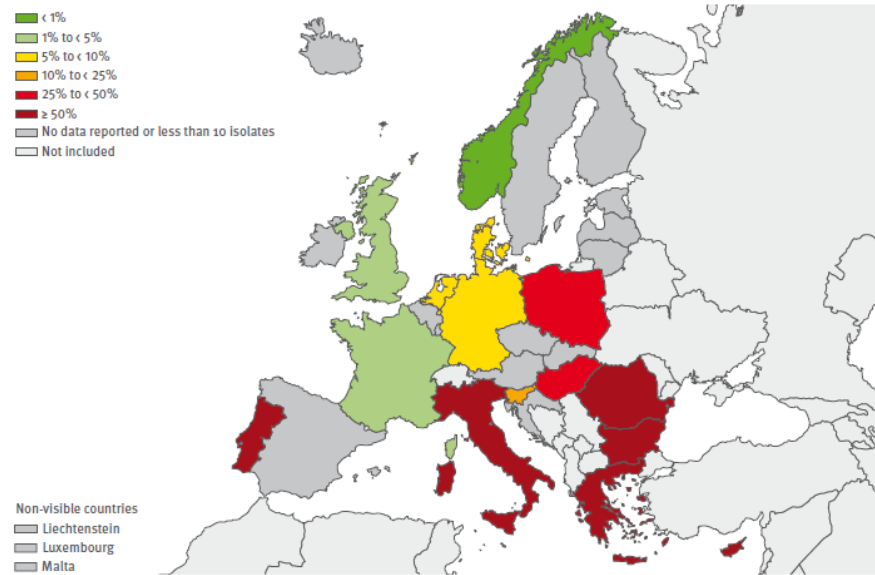 < 1%
1% to < 5%
5% to < 10%
10% to < 25%
25% to < 50%
≥ 50%
No data reported or less than 10 isolates
Not included
Non-visible countries
Liechtenstein
Luxembourg
Malta